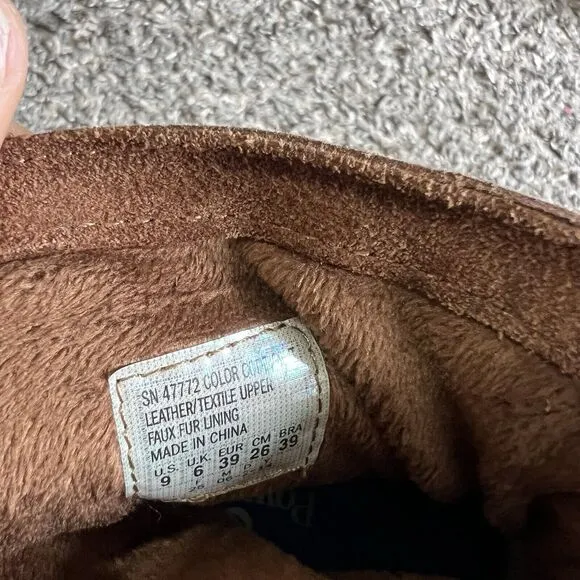 SN 47772 COLOR
LEATHER/TEXTILE UPPER
FAUX FUR LINING
MADE IN CHINA
U.S. U.K. EUR CM BRA
9 6 39 26 39